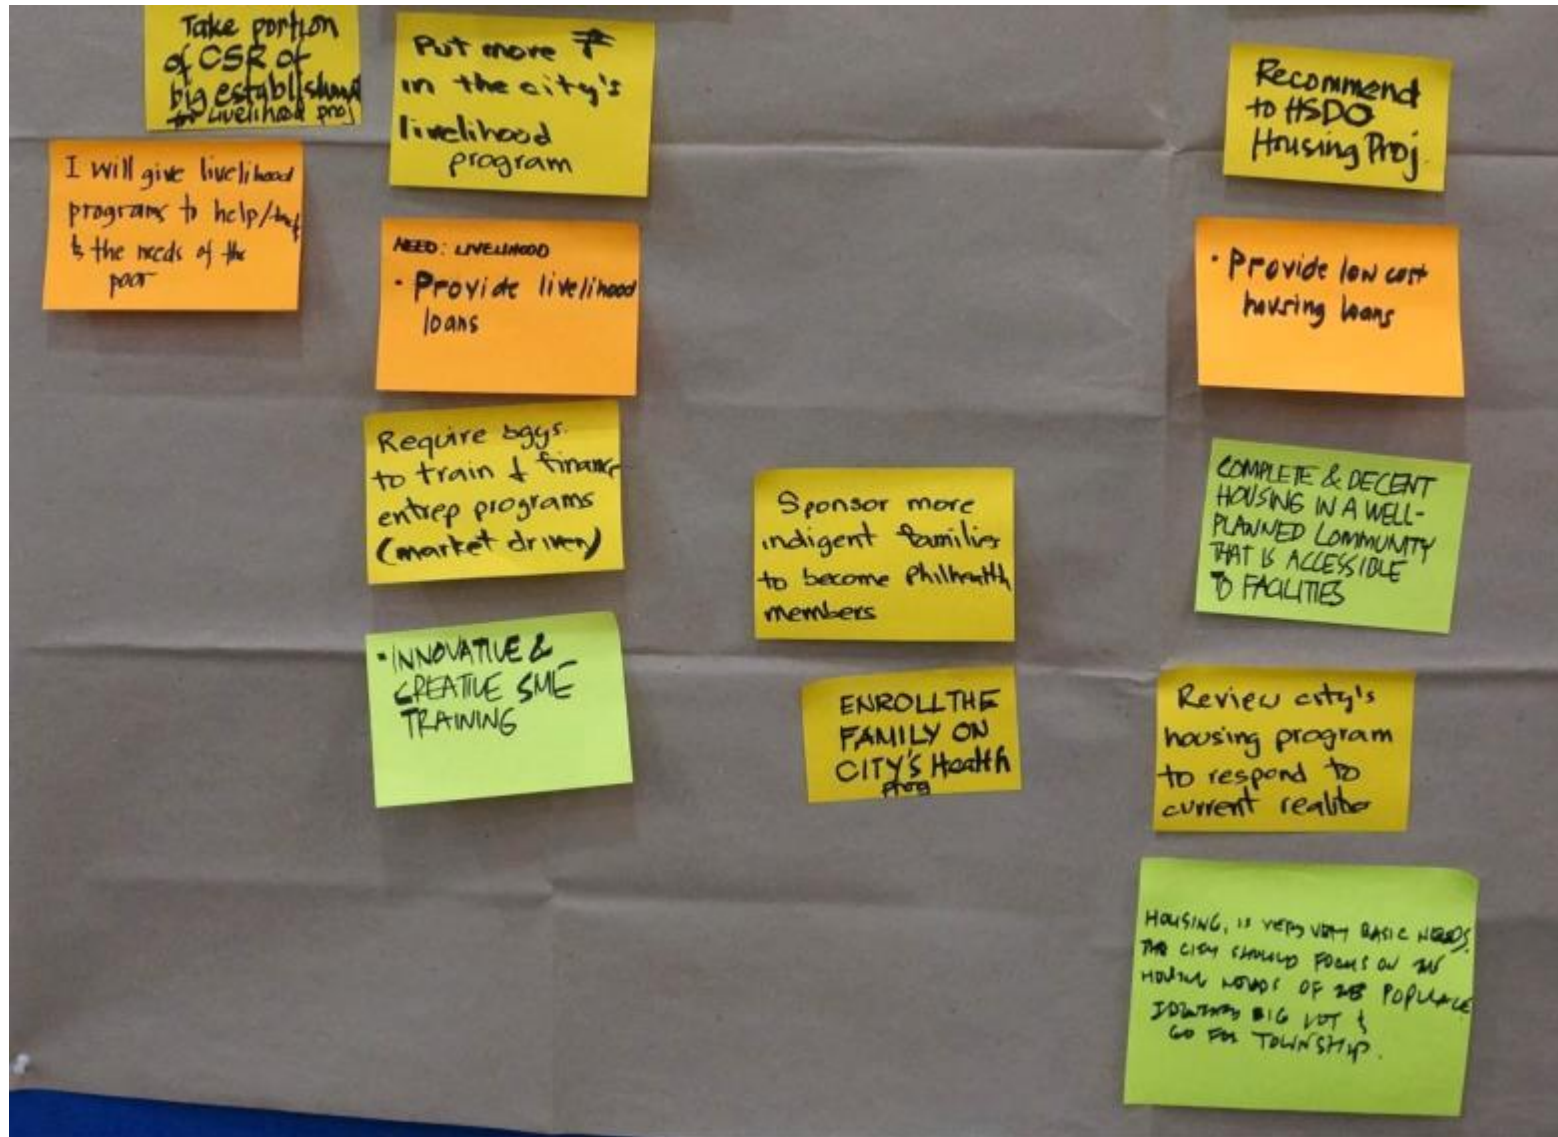 Take portion
of CSR of
big establishmt
Livelihood proj
Put more ₱
in the city's
livelihood
program
I will give livelihood
programs to help/
the needs of the
poor
NEED: LIVELIHOOD
• Provide livelihood
loans
Require bgys.
to train & finance
entrep programs
(market driven)
• INNOVATIVE &
CREATIVE SME
TRAINING
Sponsor more
indigent families
to become Philhealth
members
ENROLL THE
FAMILY ON
CITY'S Health
prog
Recommend
to HSDO
Housing Proj.
• Provide low cost
housing loans
COMPLETE & DECENT
HOUSING IN A WELL-
PLANNED COMMUNITY
THAT IS ACCESSIBLE
TO FACILITIES
Review city's
housing program
to respond to
current realities
HOUSING, IS VERY VERY BASIC NEEDS.
THE CITY SHOULD FOCUS ON THE
HOUSING NEEDS OF THE POPULACE
BIG LOT &
GO FOR TOWNSHIP.